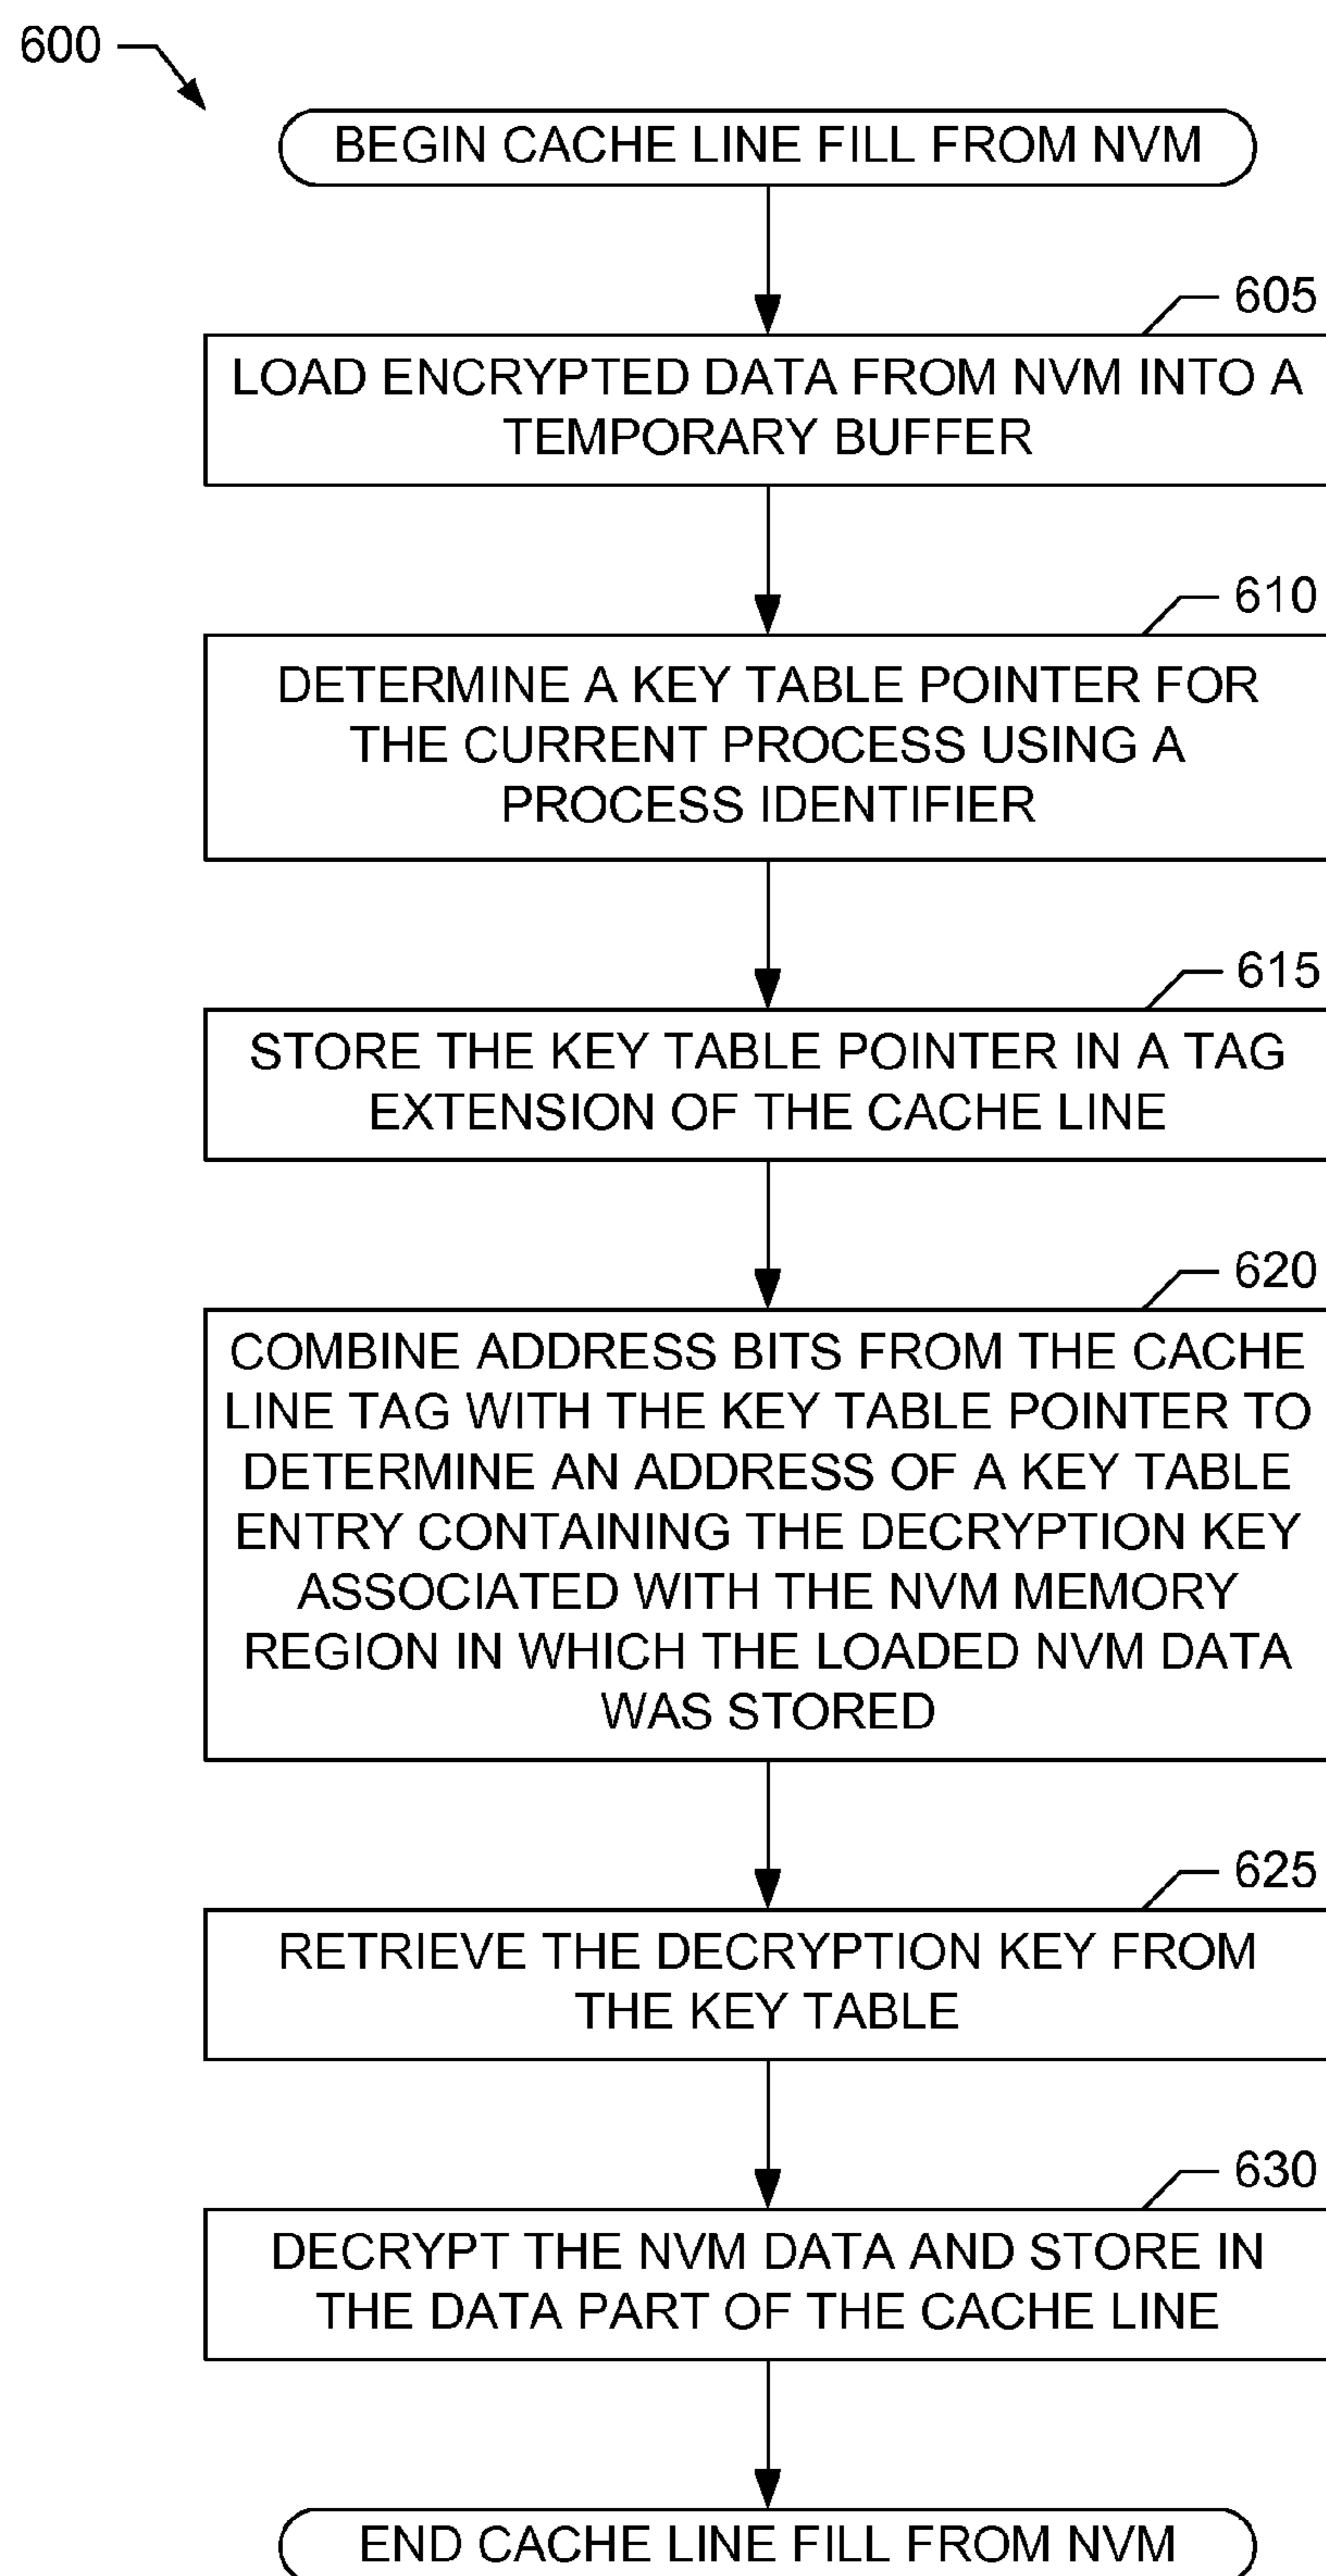 600
BEGIN CACHE LINE FILL FROM NVM
605
LOAD ENCRYPTED DATA FROM NVM INTO A
TEMPORARY BUFFER
610
DETERMINE A KEY TABLE POINTER FOR
THE CURRENT PROCESS USING A
PROCESS IDENTIFIER
615
STORE THE KEY TABLE POINTER IN A TAG
EXTENSION OF THE CACHE LINE
620
COMBINE ADDRESS BITS FROM THE CACHE
LINE TAG WITH THE KEY TABLE POINTER TO
DETERMINE AN ADDRESS OF A KEY TABLE
ENTRY CONTAINING THE DECRYPTION KEY
ASSOCIATED WITH THE NVM MEMORY
REGION IN WHICH THE LOADED NVM DATA
WAS STORED
625
RETRIEVE THE DECRYPTION KEY FROM
THE KEY TABLE
630
DECRYPT THE NVM DATA AND STORE IN
THE DATA PART OF THE CACHE LINE
END CACHE LINE FILL FROM NVM